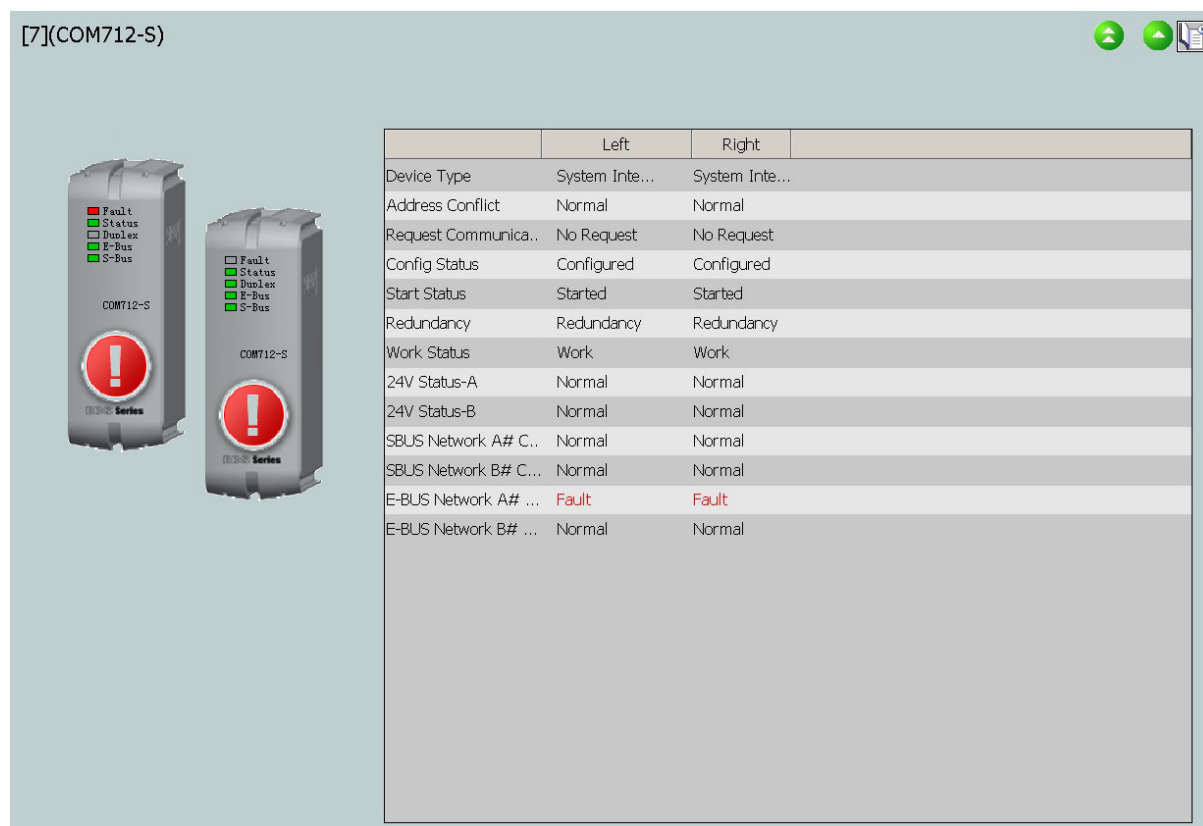 [7](COM712-S)
Left Right
Device Type System Inte... System Inte...
Address Conflict Normal Normal
Request Communica.. No Request No Request
Config Status Configured Configured
Start Status Started Started
Redundancy Redundancy Redundancy
Work Status Work Work
24V Status-A Normal Normal
24V Status-B Normal Normal
SBUS Network A# C.. Normal Normal
SBUS Network B# C... Normal Normal
E-BUS Network A# ... Fault Fault
E-BUS Network B# ... Normal Normal
Fault
Status
Duplex
E-Bus
S-Bus
COM712-S
Series
Fault
Status
Duplex
E-Bus
S-Bus
COM712-S
Series